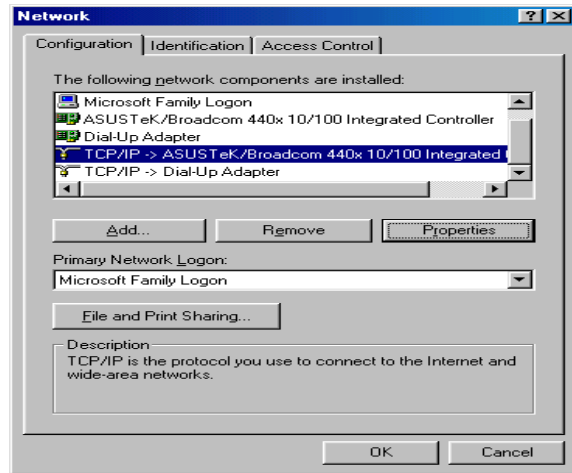 Network
Configuration Identification Access Control
The following network components are installed:
Microsoft Family Logon
ASUSTeK/Broadcom 440x 10/100 Integrated Controller
Dial-Up Adapter
TCP/IP -> ASUSTeK/Broadcom 440x 10/100 Integrated
TCP/IP -> Dial-Up Adapter
Add... Remove Properties
Primary Network Logon:
Microsoft Family Logon
File and Print Sharing...
Description
TCP/IP is the protocol you use to connect to the Internet and
wide-area networks.
OK Cancel